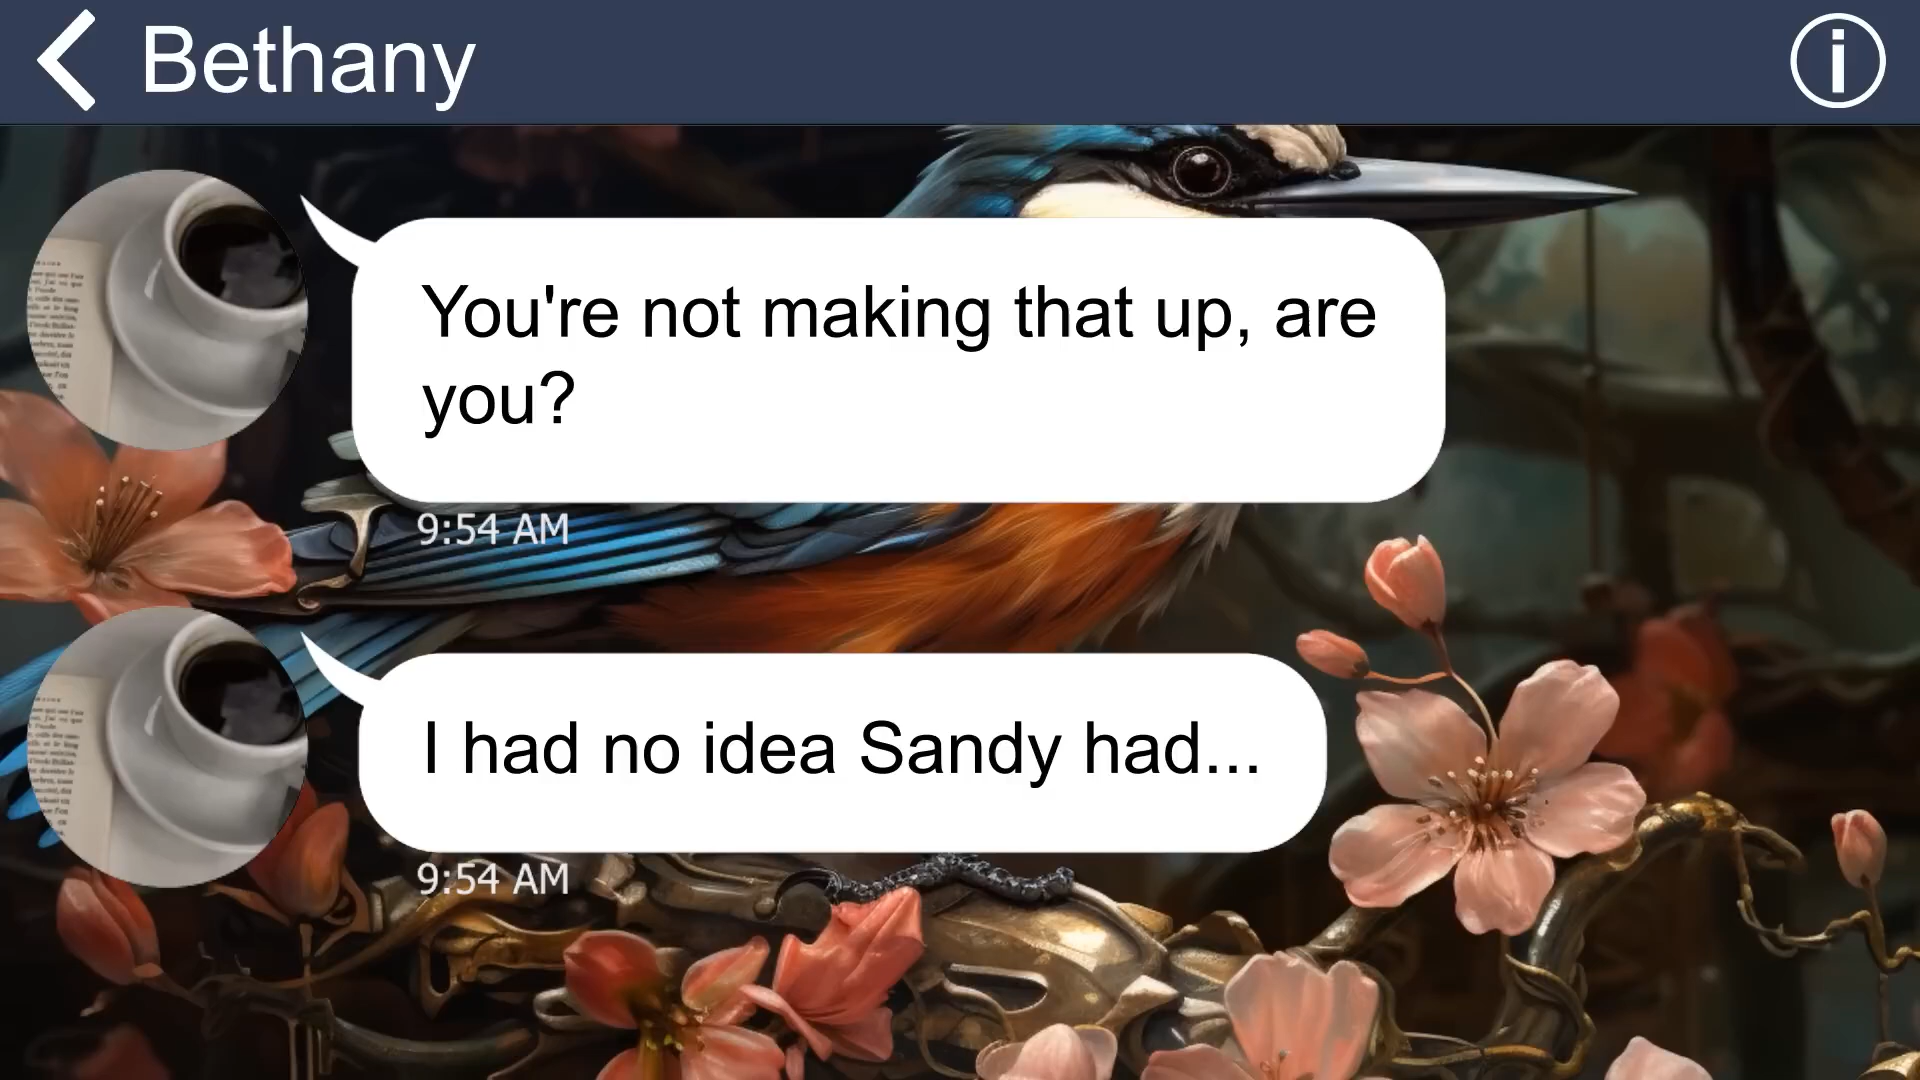 Bethany
You're not making that up, are
you?
9:54 AM
I had no idea Sandy had...
9:54 AM